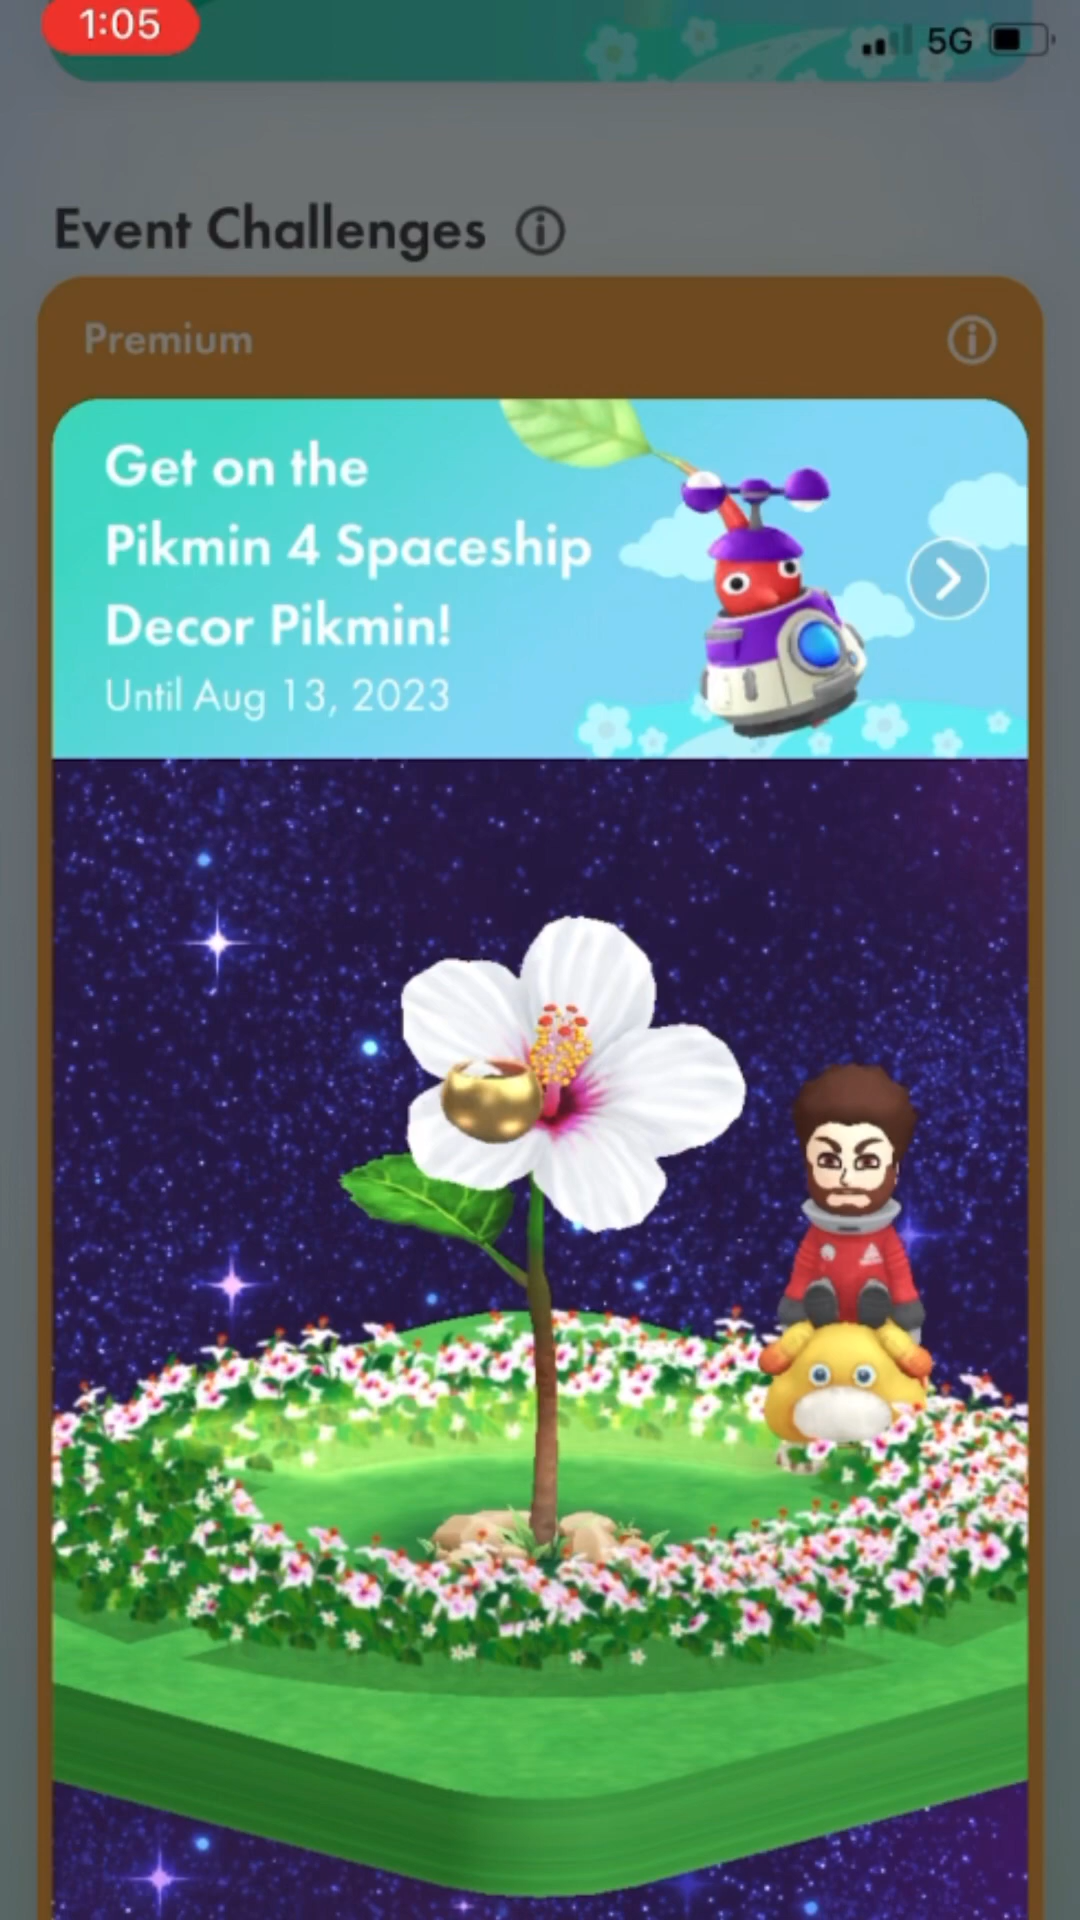 1:05
5G
Event Challenges
Premium
Get on the
Pikmin 4 Spaceship
Decor Pikmin!
Until Aug 13, 2023